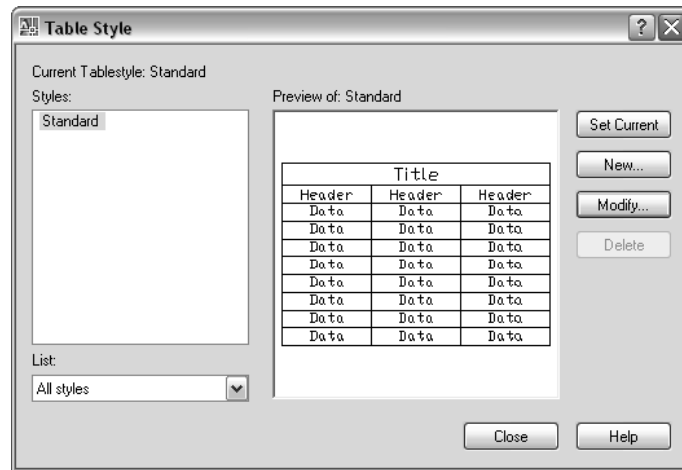 Table Style
Current Tablestyle: Standard
Styles:
Standard
Preview of: Standard
Title
Header Header Header
Data Data Data
Data Data Data
Data Data Data
Data Data Data
Data Data Data
Data Data Data
Data Data Data
Data Data Data
Set Current
New...
Modify...
Delete
List:
All styles
Close
Help